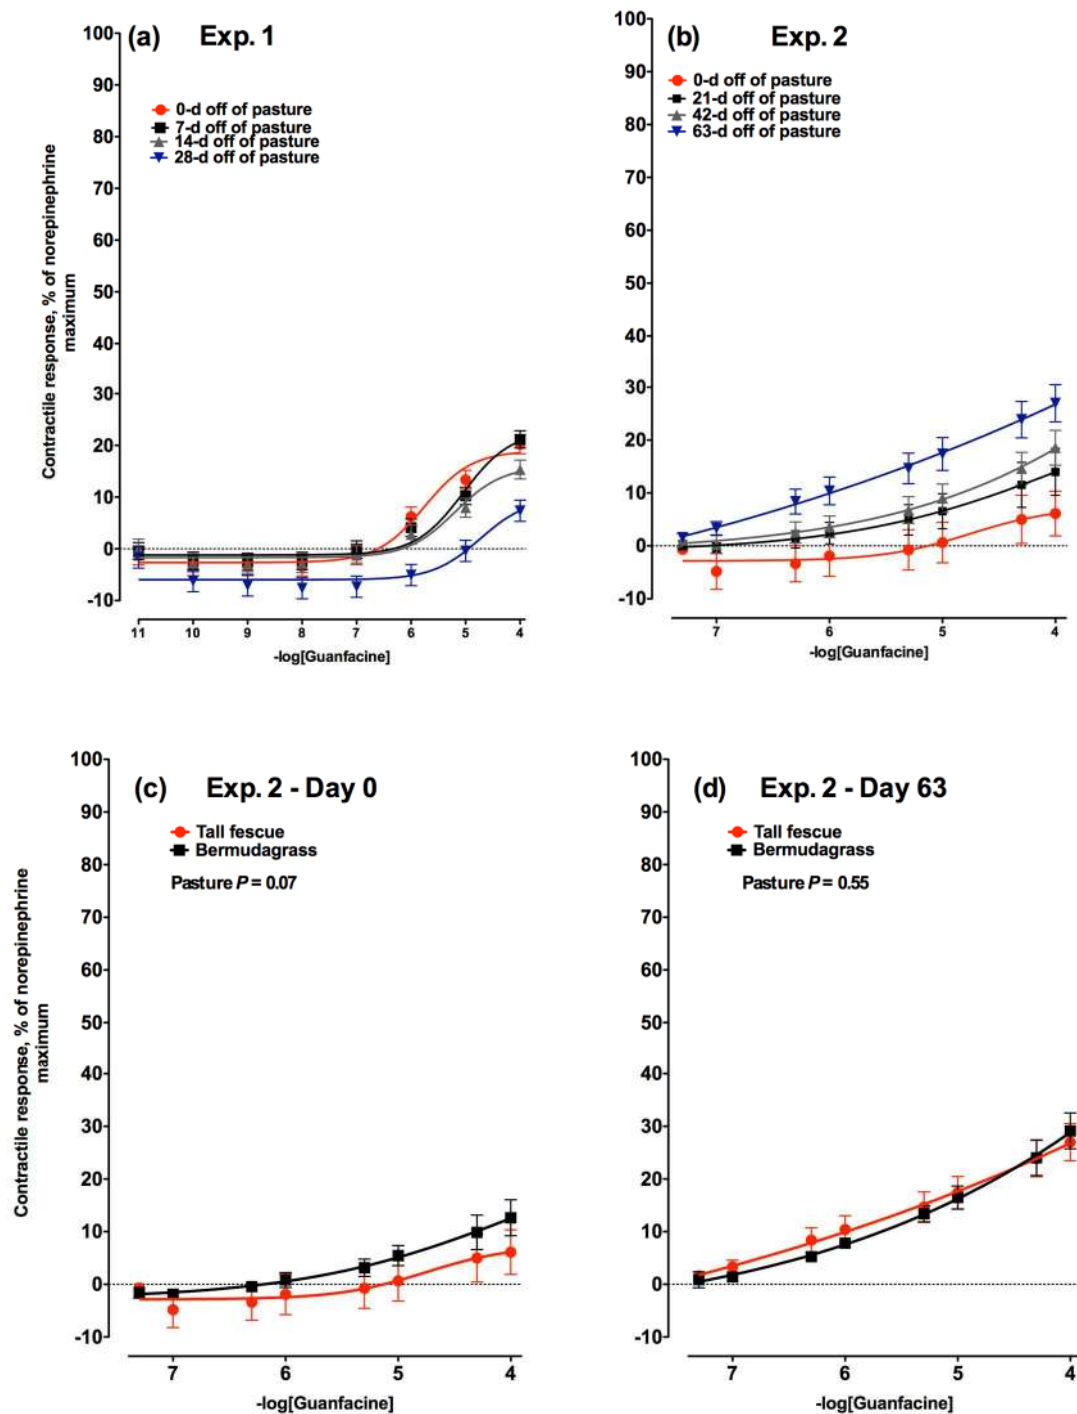 (a) Exp. 1
100
90
80
70
60
50
40
30
20
10
0
-10
0-d off of pasture
7-d off of pasture
14-d off of pasture
28-d off of pasture
Contractile response, % of norepinephrine
maximum
11 10 9 8 7 6 5 4
-log[Guanfacine]
(b) Exp. 2
100
90
80
70
60
50
40
30
20
10
0
-10
0-d off of pasture
21-d off of pasture
42-d off of pasture
63-d off of pasture
7 6 5 4
-log[Guanfacine]
(c) Exp. 2 - Day 0
100
90
80
70
60
50
40
30
20
10
0
-10
Tall fescue
Bermudagrass
Pasture P = 0.07
Contractile response, % of norepinephrine
maximum
7 6 5 4
-log[Guanfacine]
(d) Exp. 2 - Day 63
100
90
80
70
60
50
40
30
20
10
0
-10
Tall fescue
Bermudagrass
Pasture P = 0.55
7 6 5 4
-log[Guanfacine]